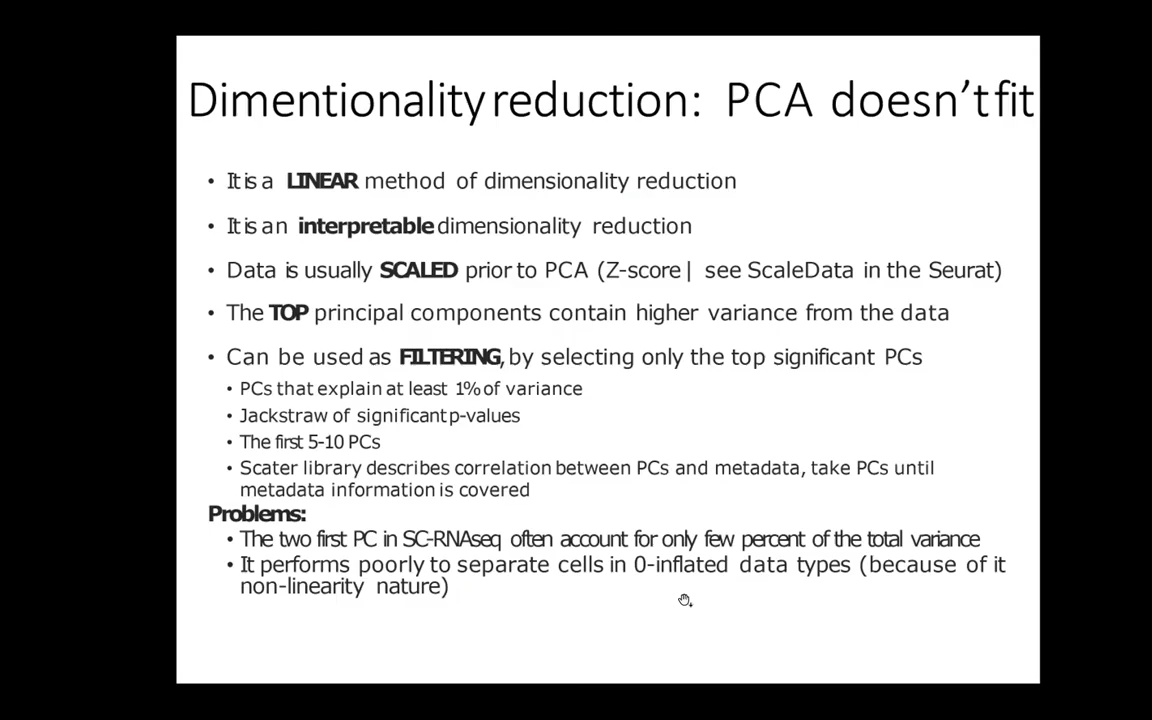 Dimentionality reduction: PCA doesn't fit
• It is a LINEAR method of dimensionality reduction
• It is an interpretable dimensionality reduction
• Data is usually SCALED prior to PCA (Z-score | see ScaleData in the Seurat)
• The TOP principal components contain higher variance from the data
• Can be used as FILTERING, by selecting only the top significant PCs
• PCs that explain at least 1% of variance
• Jackstraw of significant p-values
• The first 5-10 PCs
• Scater library describes correlation between PCs and metadata, take PCs until
metadata information is covered
Problems:
• The two first PC in SC-RNAseq often account for only few percent of the total variance
• It performs poorly to separate cells in 0-inflated data types (because of it
non-linearity nature)